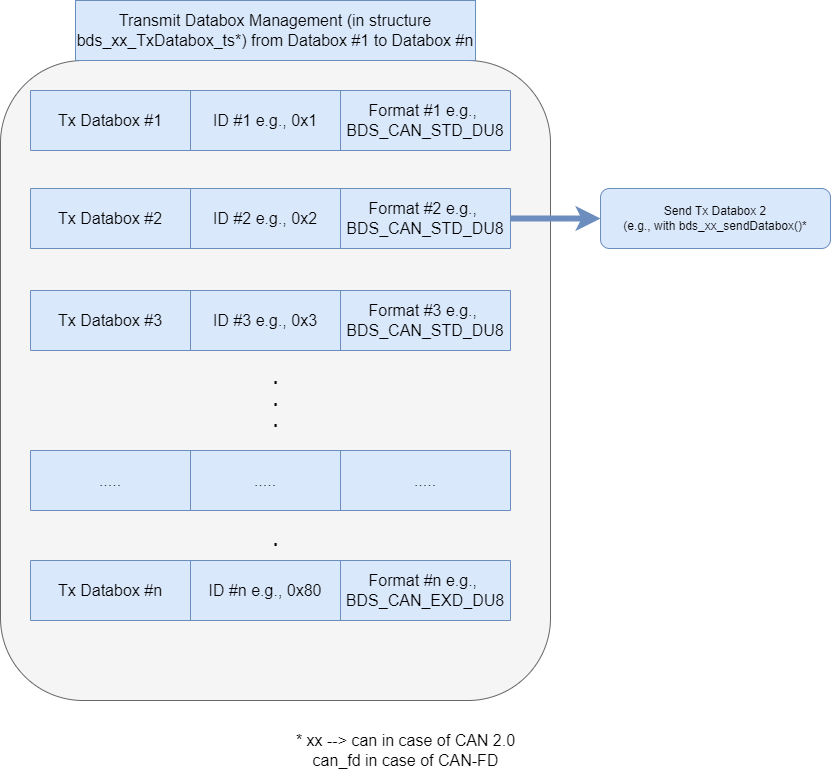 Transmit Databox Management (in structure
bds_xx_TxDatabox_ts*) from Databox #1 to Databox #n
Tx Databox #1
ID #1 e.g., 0x1
Format #1 e.g.,
BDS_CAN_STD_DU8
Tx Databox #2
ID #2 e.g., 0x2
Format #2 e.g.,
BDS_CAN_STD_DU8
Send Tx Databox 2
(e.g., with bds_xx_sendDatabox()*
Tx Databox #3
ID #3 e.g., 0x3
Format #3 e.g.,
BDS_CAN_STD_DU8
.
.
.
.....
.....
.....
.
Tx Databox #n
ID #n e.g., 0x80
Format #n e.g.,
BDS_CAN_EXD_DU8
* xx --> can in case of CAN 2.0
can_fd in case of CAN-FD